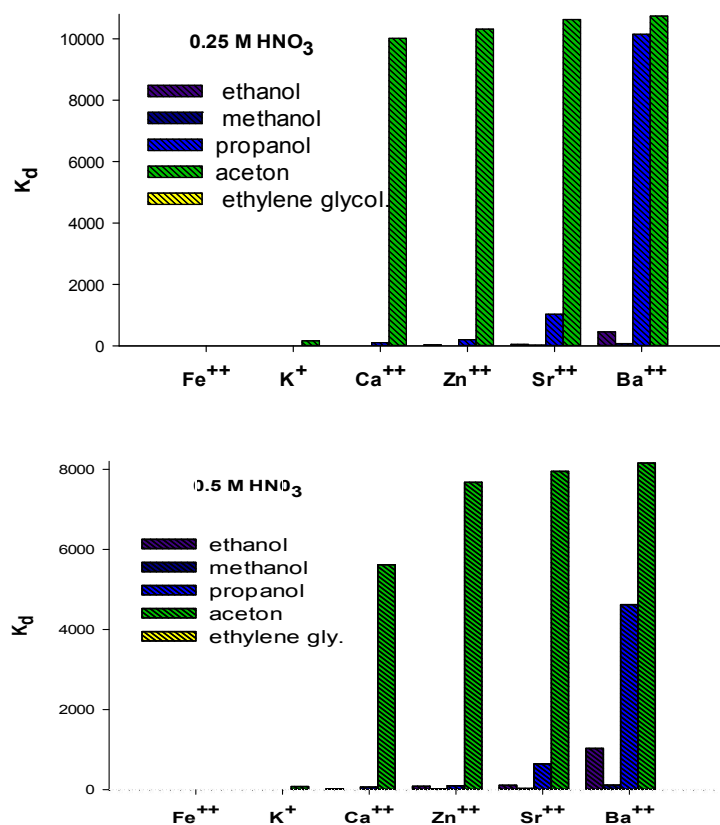 10000
0.25 M HNO3
ethanol
8000
methanol
propanol
6000
aceton
ethylene glycol.
Kd
4000
2000
0
Fe++ K+ Ca++ Zn++ Sr++ Ba++
8000
0.5 M HN03
ethanol
6000
methanol
propanol
aceton
Kd
4000
ethylene gly.
2000
0
Fe++ K+ Ca++ Zn++ Sr++ Ba++